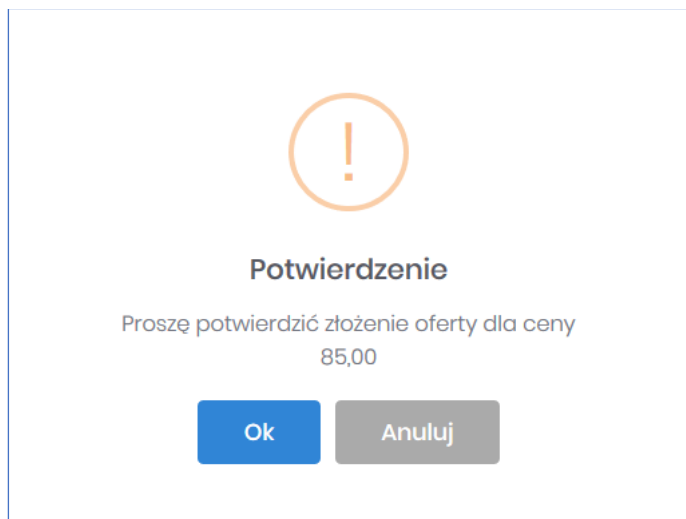 !
Potwierdzenie
Proszę potwierdzić złożenie oferty dla ceny
85,00
Ok
Anuluj